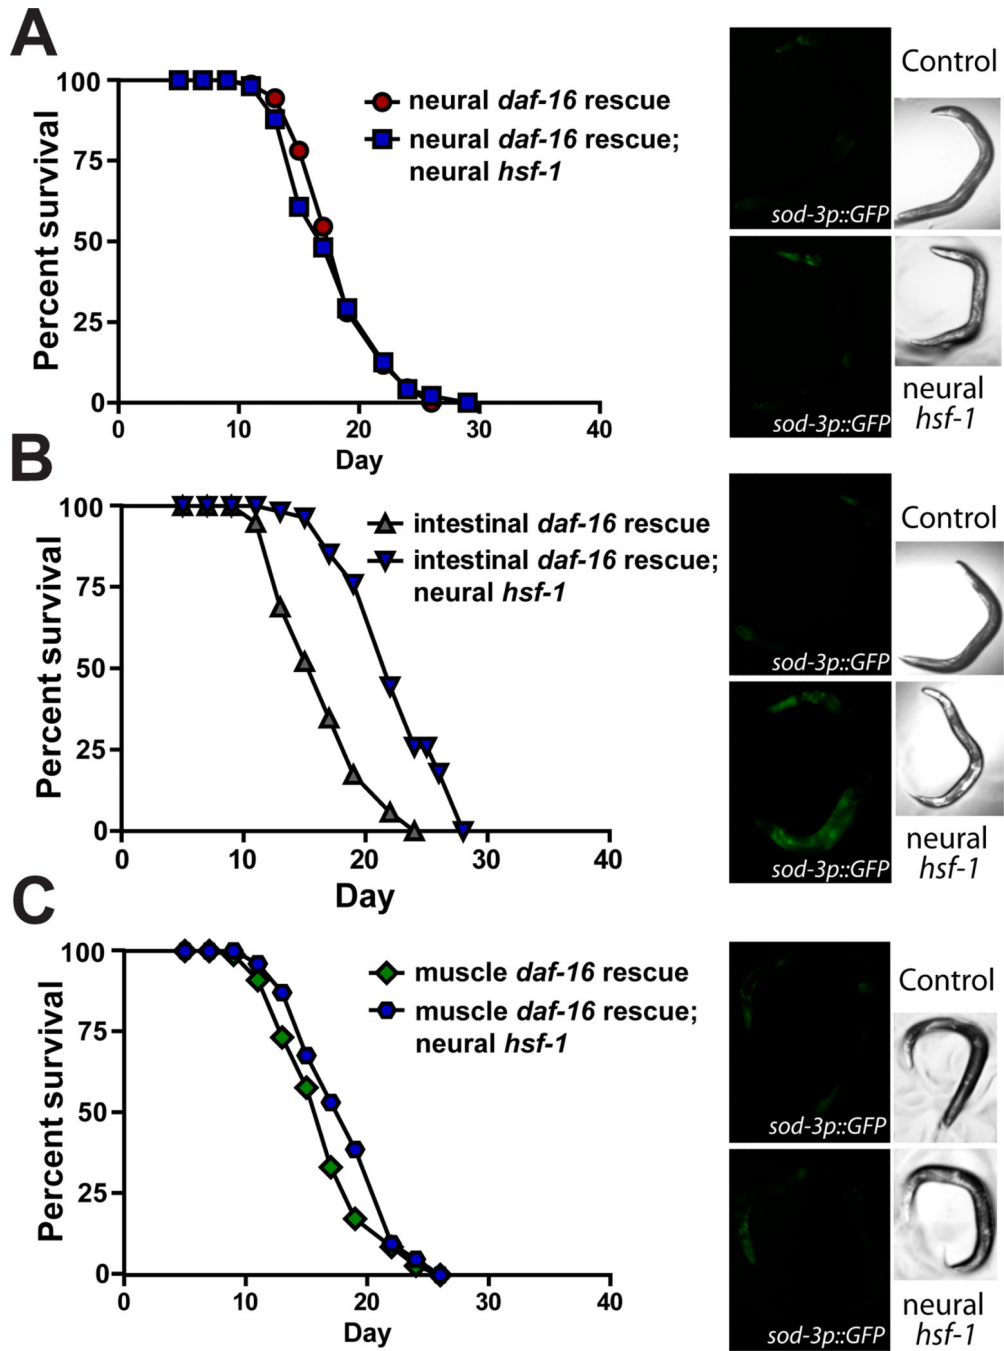 A
Percent survival
100
75
50
25
0
0 10 20 30 40
Day
neural daf-16 rescue
neural daf-16 rescue;
neural hsf-1
sod-3p::GFP
Control
sod-3p::GFP
neural
hsf-1
B
Percent survival
100
75
50
25
0
0 10 20 30 40
Day
intestinal daf-16 rescue
intestinal daf-16 rescue;
neural hsf-1
sod-3p::GFP
Control
sod-3p::GFP
neural
hsf-1
C
Percent survival
100
75
50
25
0
0 10 20 30 40
Day
muscle daf-16 rescue
muscle daf-16 rescue;
neural hsf-1
sod-3p::GFP
Control
sod-3p::GFP
neural
hsf-1